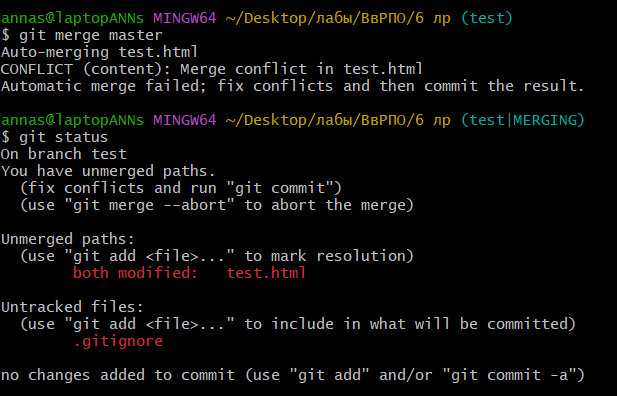 annas@laptopANNs MINGW64 ~/Desktop/лабы/ВвРПО/6 лр (test)
$ git merge master
Auto-merging test.html
CONFLICT (content): Merge conflict in test.html
Automatic merge failed; fix conflicts and then commit the result.
annas@laptopANNs MINGW64 ~/Desktop/лабы/ВвРПО/6 лр (test|MERGING)
$ git status
On branch test
You have unmerged paths.
  (fix conflicts and run "git commit")
  (use "git merge --abort" to abort the merge)
Unmerged paths:
  (use "git add <file>..." to mark resolution)
        both modified:   test.html
Untracked files:
  (use "git add <file>..." to include in what will be committed)
        .gitignore
no changes added to commit (use "git add" and/or "git commit -a")